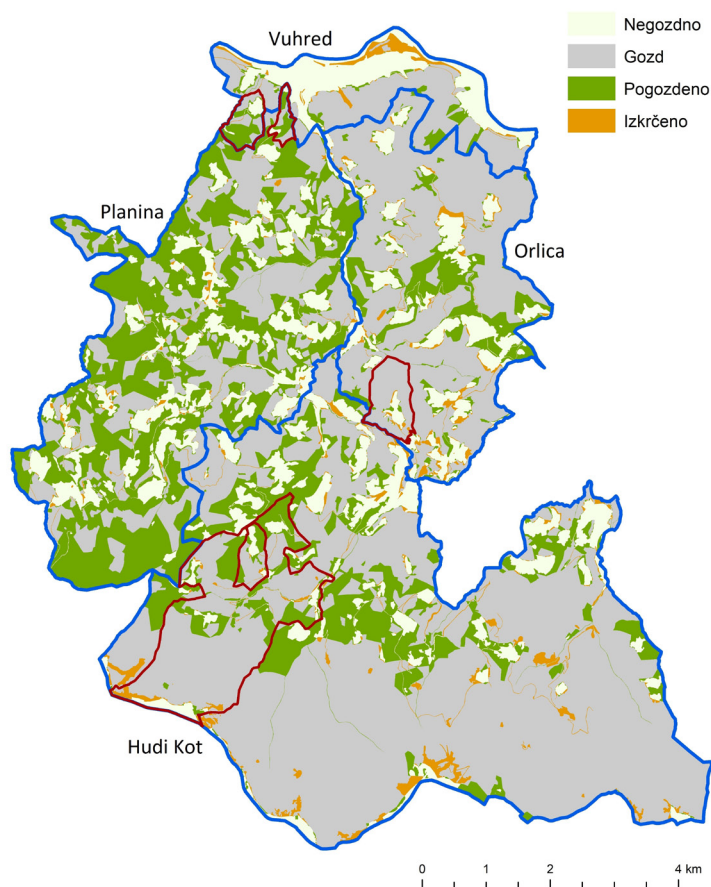 Vuhred
Negozdno
Gozd
Pogozdeno
Izkrčeno
Planina
Orlica
Hudi Kot
0 1 2 4 km